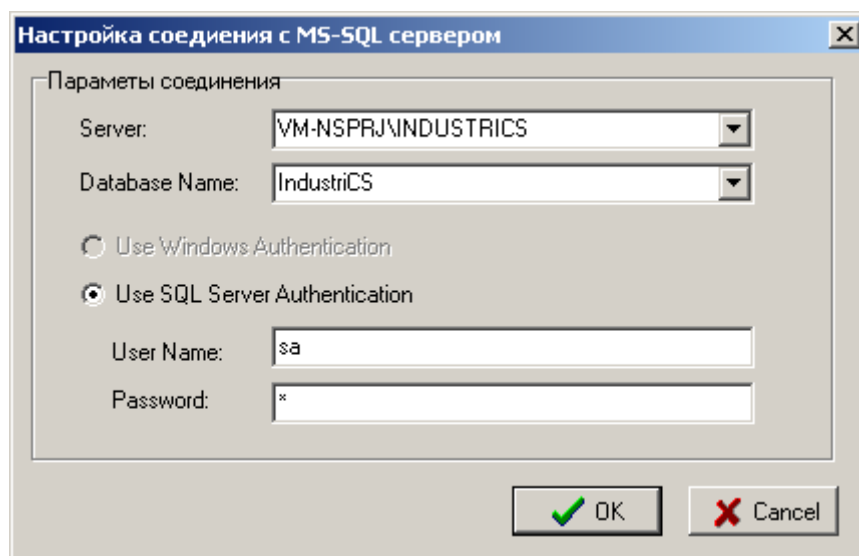 Настройка соедиения с MS-SQL сервером
Параметры соединения
Server: VM-NSPRJ\INDUSTRICS
Database Name: IndustriCS
Use Windows Authentication
Use SQL Server Authentication
User Name: sa
Password: *
OK Cancel